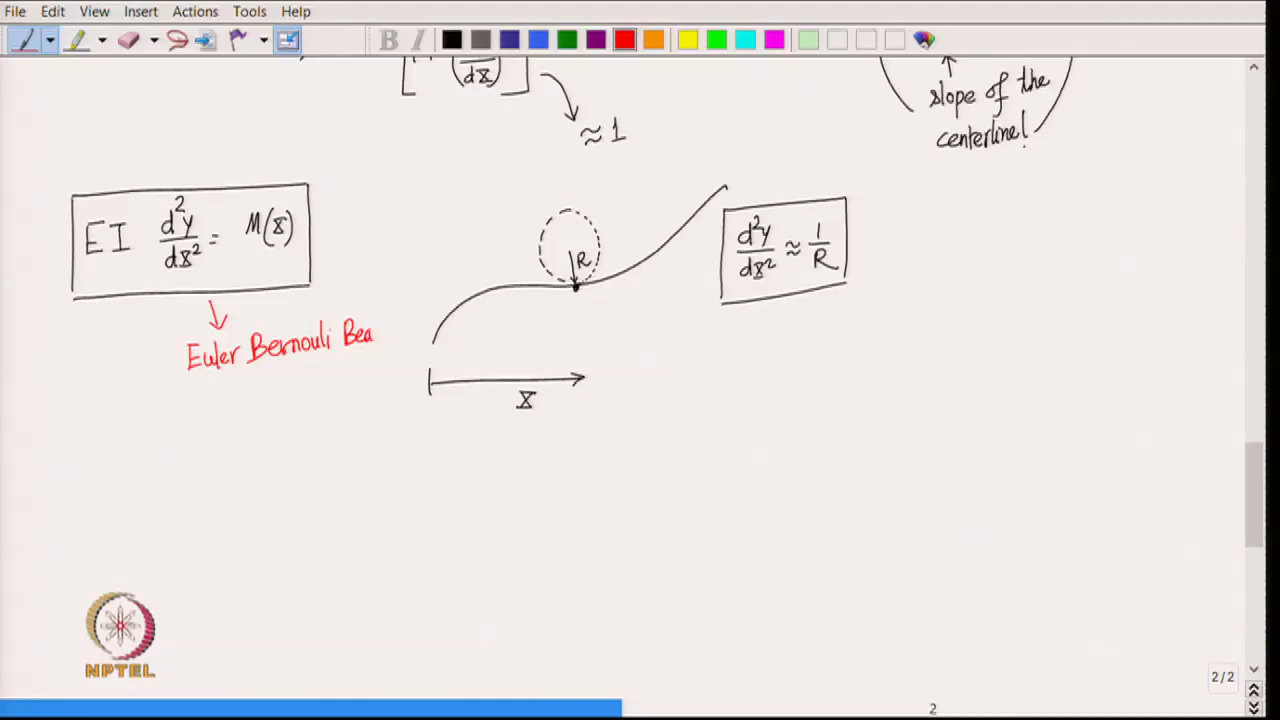 File Edit View Insert Actions Tools Help
B I
dX
≈ 1
slope of the
centerline!
EI d²y/dX² = M(X)
R
d²y/dX² ≈ 1/R
Euler Bernouli Bea
X
NPTEL
2 / 2
2